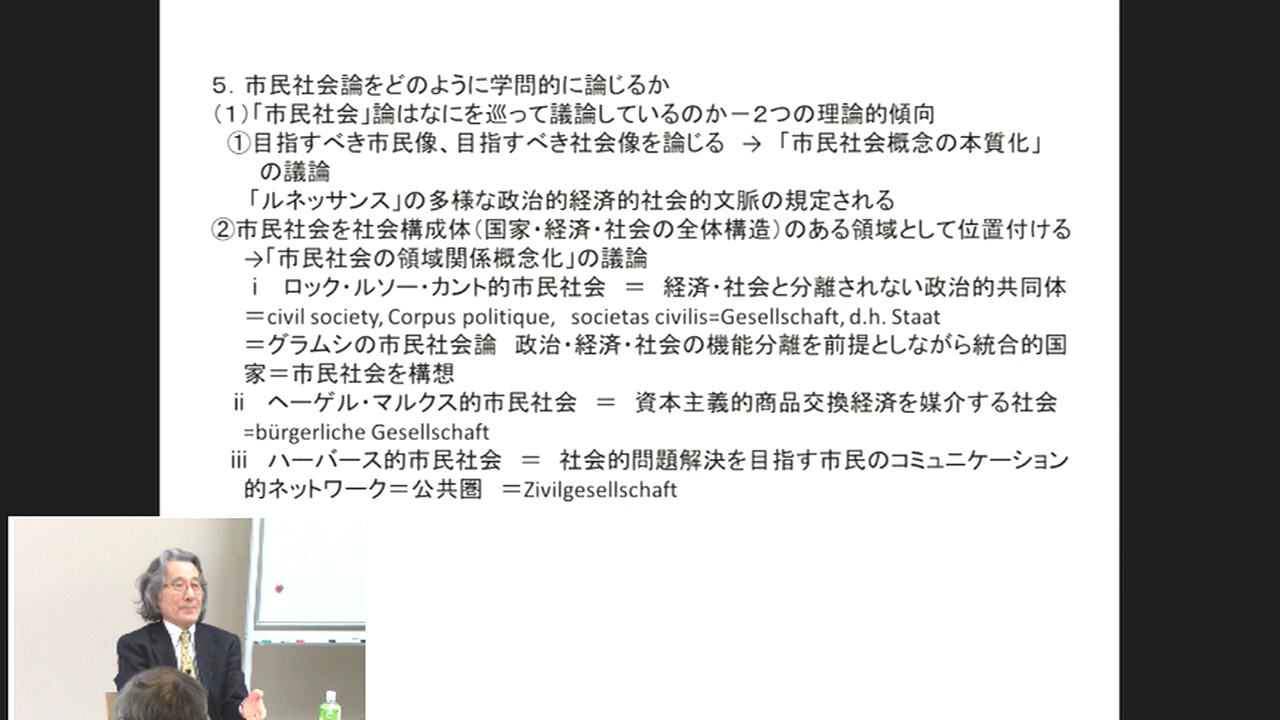 ５．市民社会論をどのように学問的に論じるか
（１）「市民社会」論はなにを巡って議論しているのか－２つの理論的傾向
①目指すべき市民像、目指すべき社会像を論じる → 「市民社会概念の本質化」
の議論
「ルネッサンス」の多様な政治的経済的社会的文脈の規定される
②市民社会を社会構成体（国家・経済・社会の全体構造）のある領域として位置付ける
→「市民社会の領域関係概念化」の議論
ⅰ ロック・ルソー・カント的市民社会 ＝ 経済・社会と分離されない政治的共同体
＝civil society, Corpus politique, societas civilis=Gesellschaft, d.h. Staat
＝グラムシの市民社会論 政治・経済・社会の機能分離を前提としながら統合的国
家＝市民社会を構想
ⅱ ヘーゲル・マルクス的市民社会 ＝ 資本主義的商品交換経済を媒介する社会
=bürgerliche Gesellschaft
ⅲ ハーバース的市民社会 ＝ 社会的問題解決を目指す市民のコミュニケーション
的ネットワーク＝公共圏 ＝Zivilgesellschaft